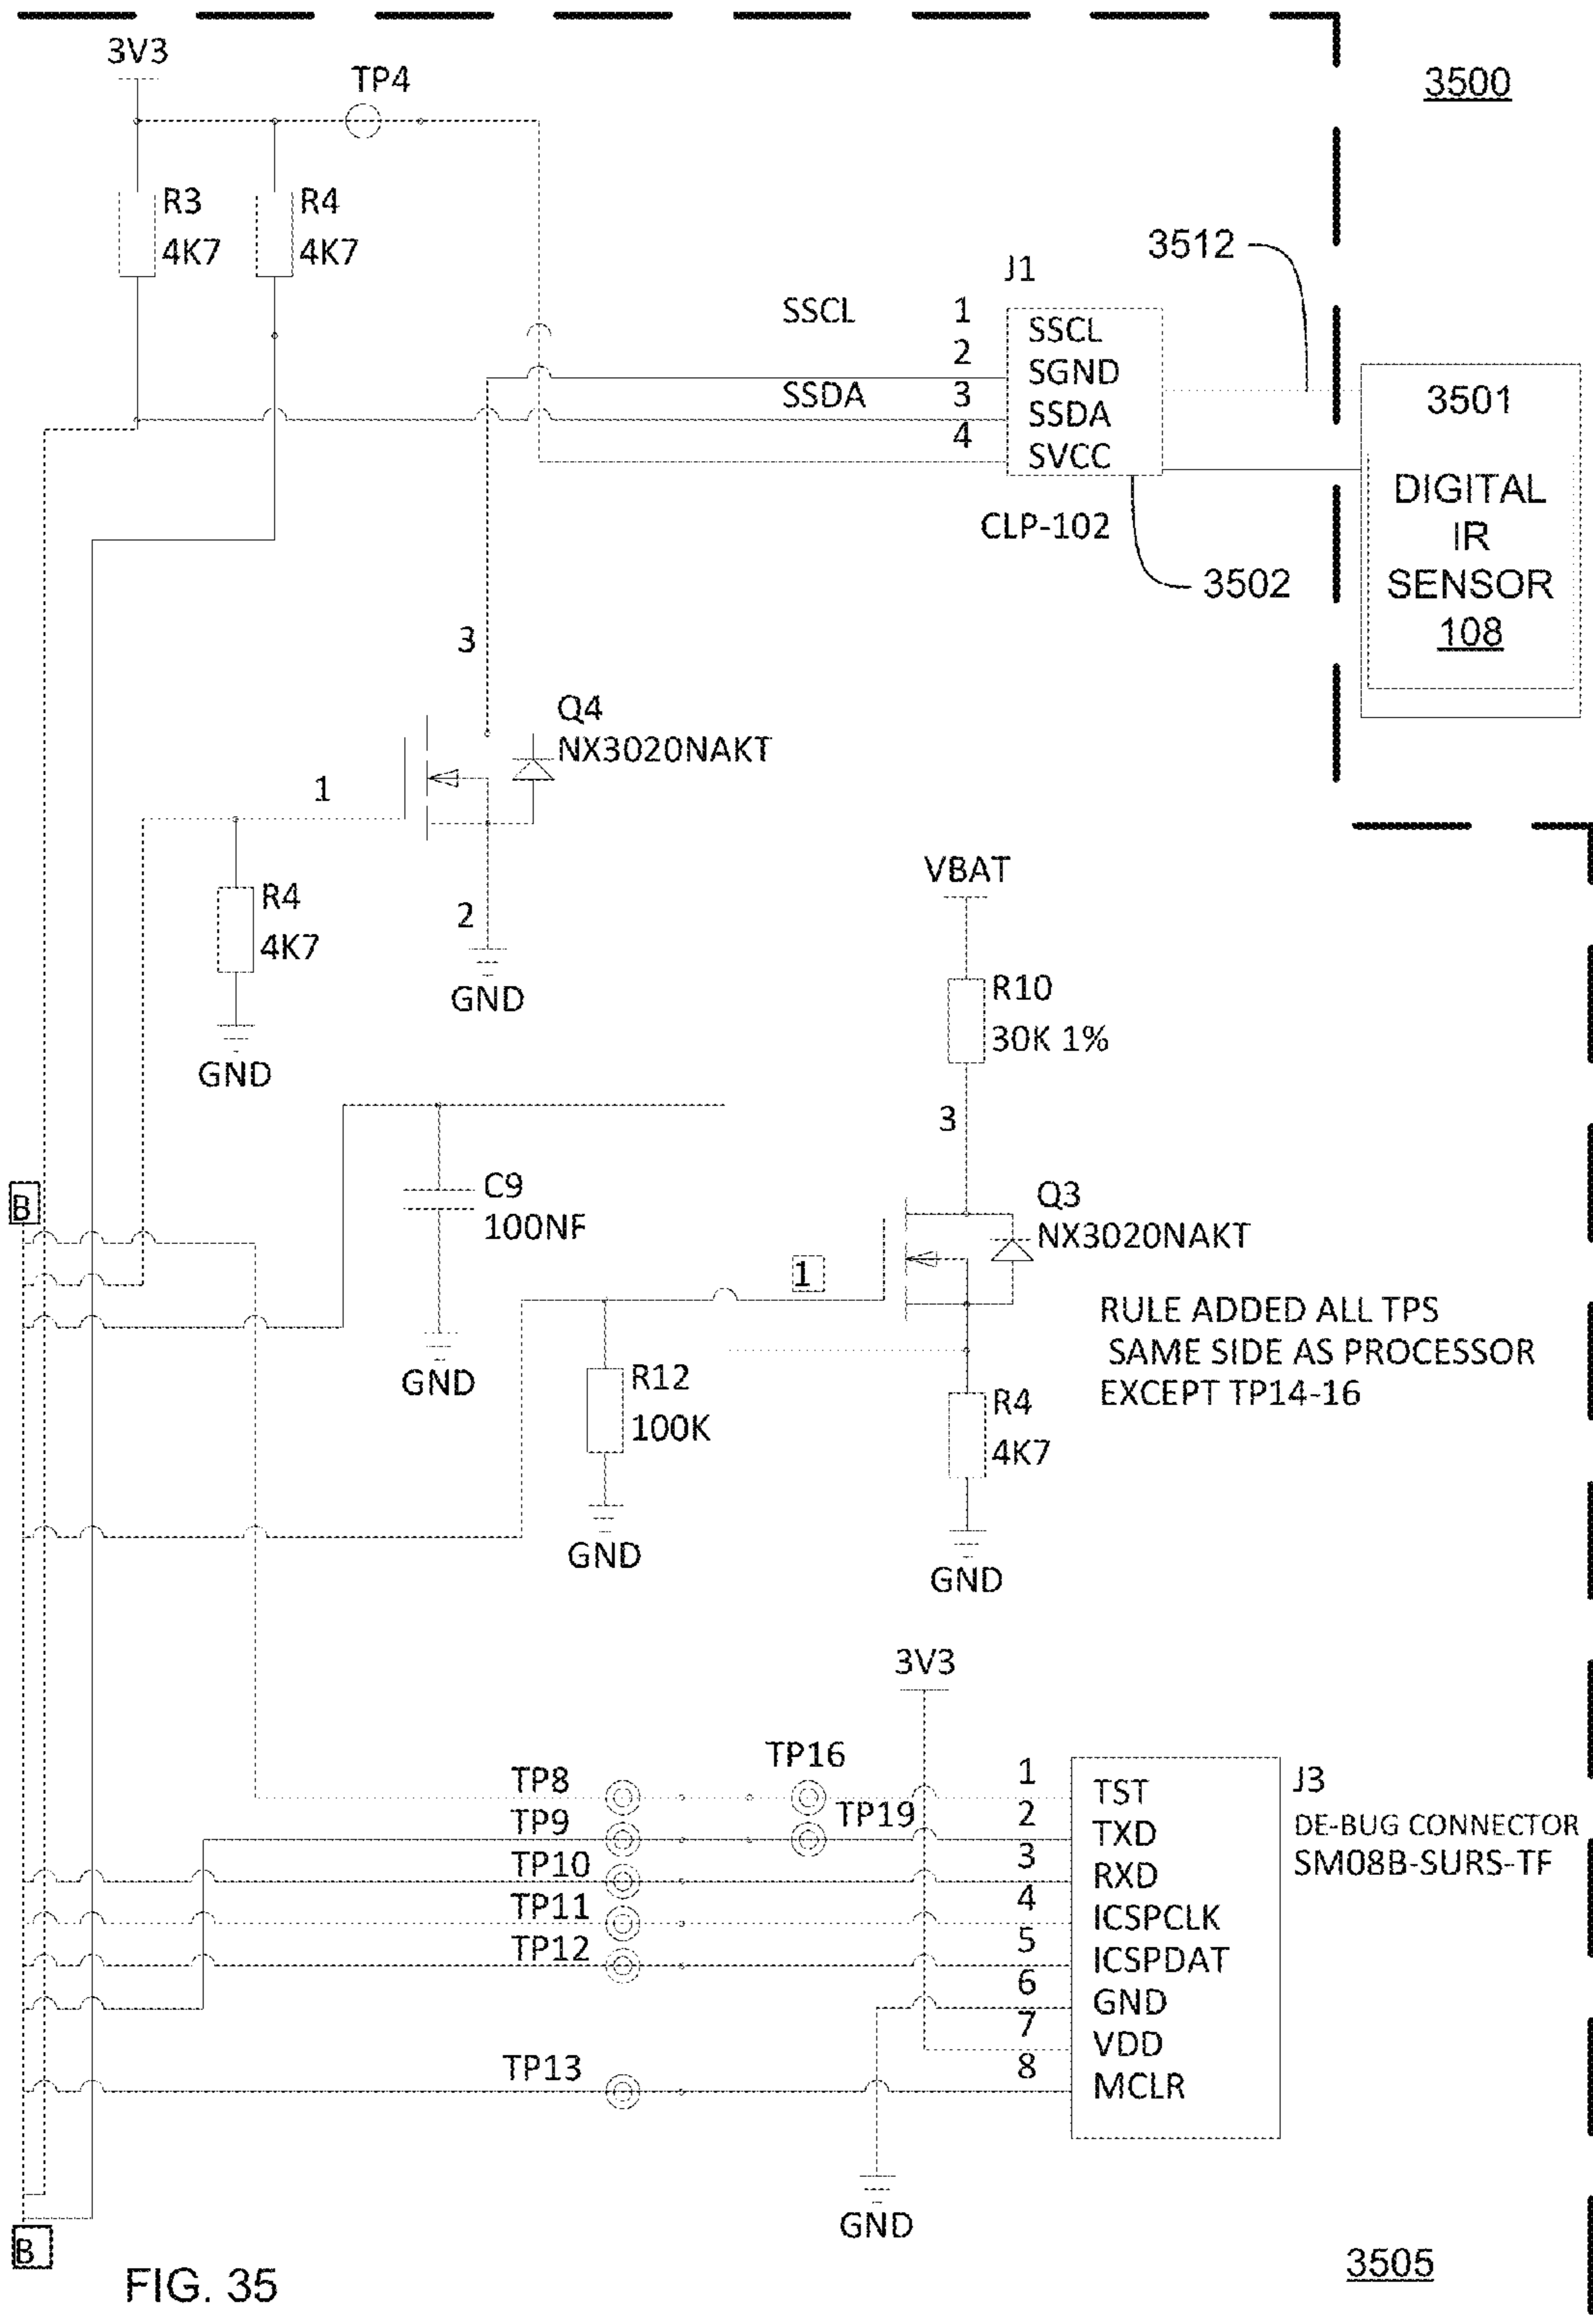 3V3
TP4
3500
R3
4K7
R4
4K7
3512
J1
SSCL
1
SSCL
2
SGND
SSDA
3
SSDA
4
SVCC
3501
DIGITAL
IR
SENSOR
108
CLP-102
3502
3
Q4
NX3020NAKT
1
R4
4K7
2
GND
GND
VBAT
R10
30K 1%
3
B
C9
100NF
Q3
NX3020NAKT
1
RULE ADDED ALL TPS
SAME SIDE AS PROCESSOR
EXCEPT TP14-16
GND
R12
100K
R4
4K7
GND
GND
3V3
TP8
TP16
1
TST
J3
TP9
TP19
2
TXD
DE-BUG CONNECTOR
SM08B-SURS-TF
TP10
3
RXD
TP11
4
ICSPCLK
TP12
5
ICSPDAT
6
GND
7
VDD
TP13
8
MCLR
GND
B
FIG. 35
3505